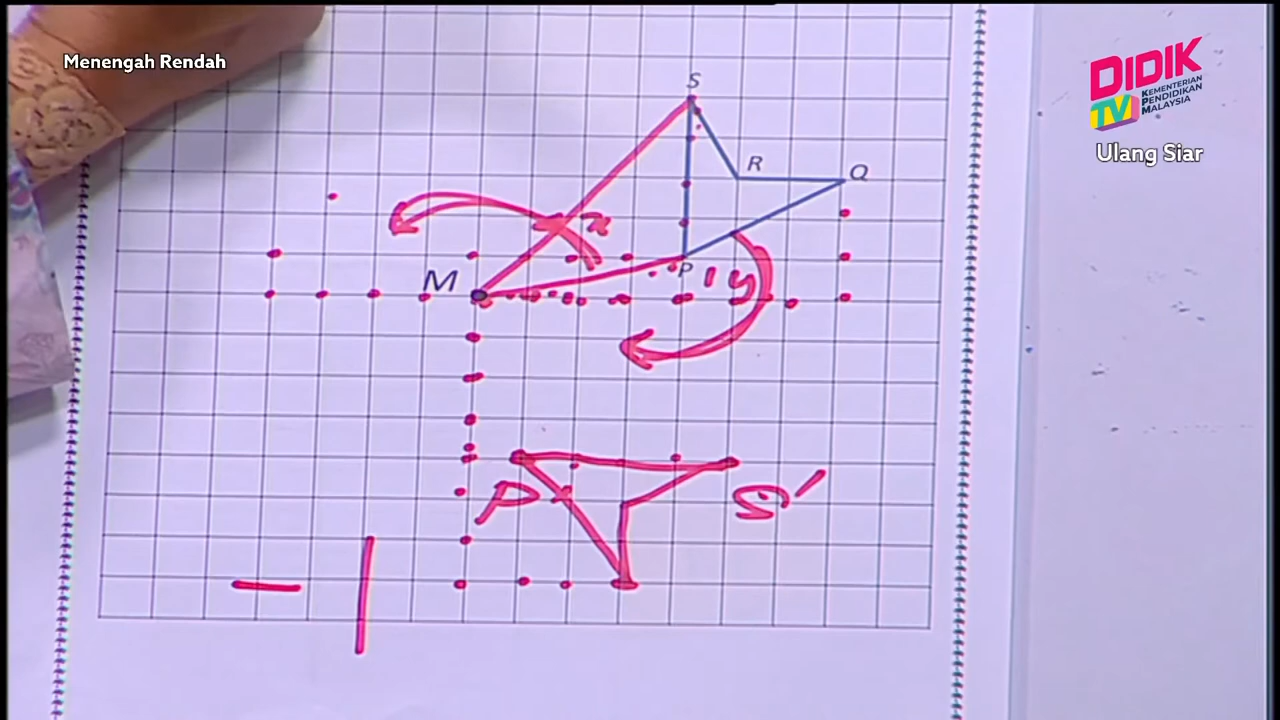 Menengah Rendah
DIDIK
TV
KEMENTERIAN
PENDIDIKAN
MALAYSIA
Ulang Siar
S
R
Q
x
M
P
y
P
S'